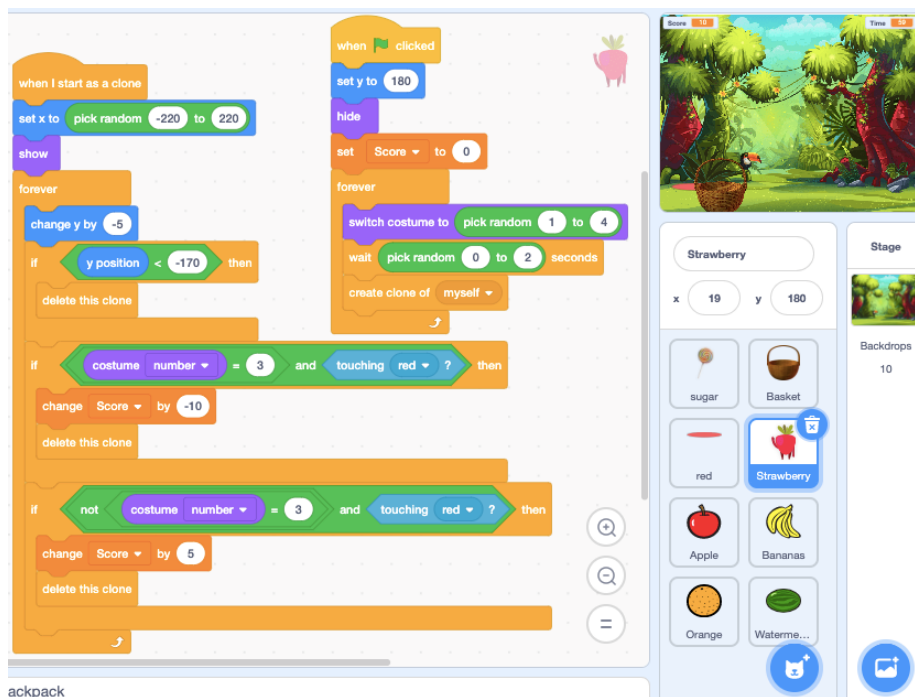 when I start as a clone
set x to pick random -220 to 220
show
forever
change y by -5
if y position < -170 then
delete this clone
if costume number = 3 and touching red ? then
change Score by -10
delete this clone
if not costume number = 3 and touching red ? then
change Score by 5
delete this clone
when clicked
set y to 180
hide
set Score to 0
forever
switch costume to pick random 1 to 4
wait pick random 0 to 2 seconds
create clone of myself
Score 10
Time 58
Strawberry
x 19 y 180
sugar
Basket
red
Strawberry
Apple
Bananas
Orange
Waterme...
Stage
Backdrops
10
ackpack